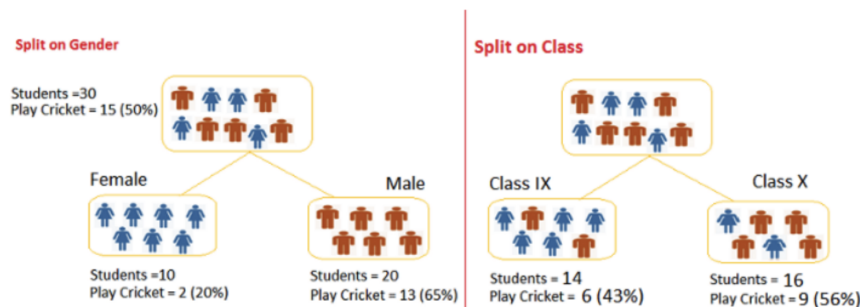 Split on Gender
Students =30
Play Cricket = 15 (50%)
Female
Male
Students =10
Play Cricket = 2 (20%)
Students = 20
Play Cricket = 13 (65%)
Split on Class
Class IX
Class X
Students = 14
Play Cricket = 6 (43%)
Students = 16
Play Cricket = 9 (56%)